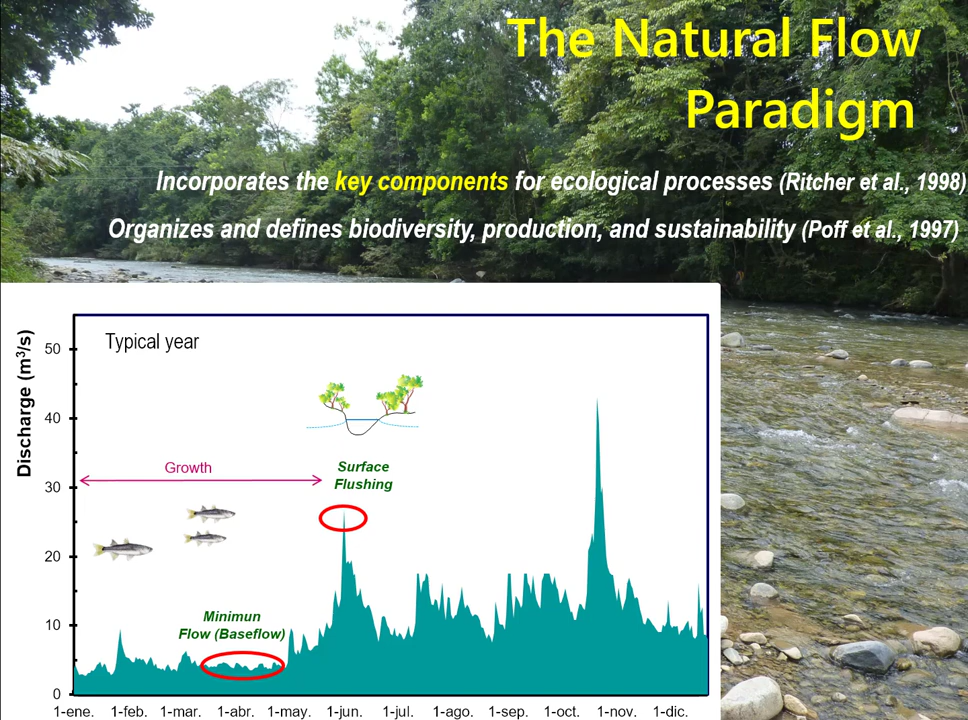 The Natural Flow
Paradigm
Incorporates the key components for ecological processes (Ritcher et al., 1998)
Organizes and defines biodiversity, production, and sustainability (Poff et al., 1997)
Typical year
Discharge (m³/s)
50
40
30
20
10
0
Growth
Surface
Flushing
Minimun
Flow (Baseflow)
1-ene. 1-feb. 1-mar. 1-abr. 1-may. 1-jun. 1-jul. 1-ago. 1-sep. 1-oct. 1-nov. 1-dic.